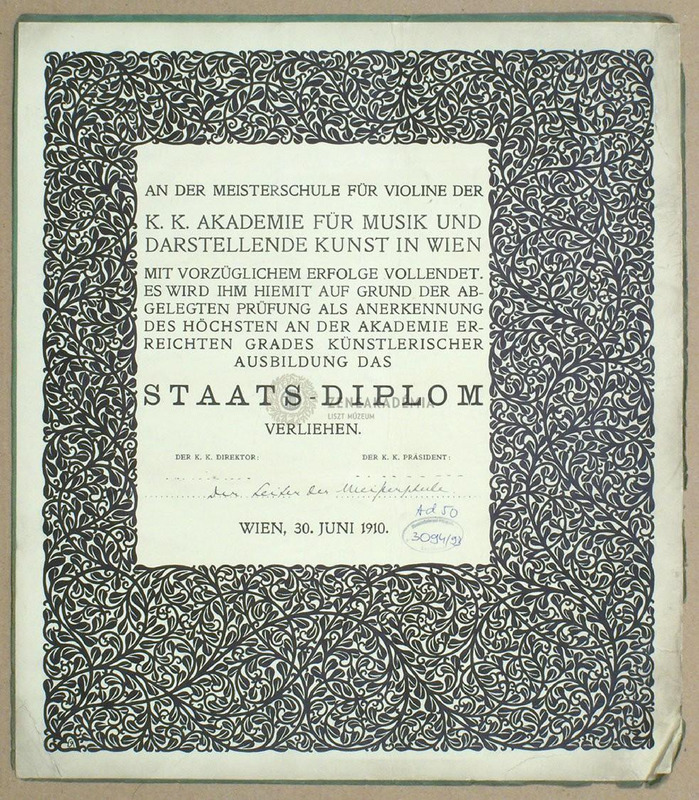 AN DER MEISTERSCHULE FÜR VIOLINE DER
K. K. AKADEMIE FÜR MUSIK UND
DARSTELLENDE KUNST IN WIEN
MIT VORZÜGLICHEM ERFOLGE VOLLENDET.
ES WIRD IHM HIEMIT AUF GRUND DER AB-
GELEGTEN PRÜFUNG ALS ANERKENNUNG
DES HÖCHSTEN AN DER AKADEMIE ER-
REICHTEN GRADES KÜNSTLERISCHER
AUSBILDUNG DAS
STAATS-DIPLOM
ZENEAKADÉMIA
LISZT MÚZEUM
VERLIEHEN.
DER K. K. DIREKTOR: DER K. K. PRÄSIDENT:
Der Leiter der Meisterschule
Ad 50
WIEN, 30. JUNI 1910.
3094/93